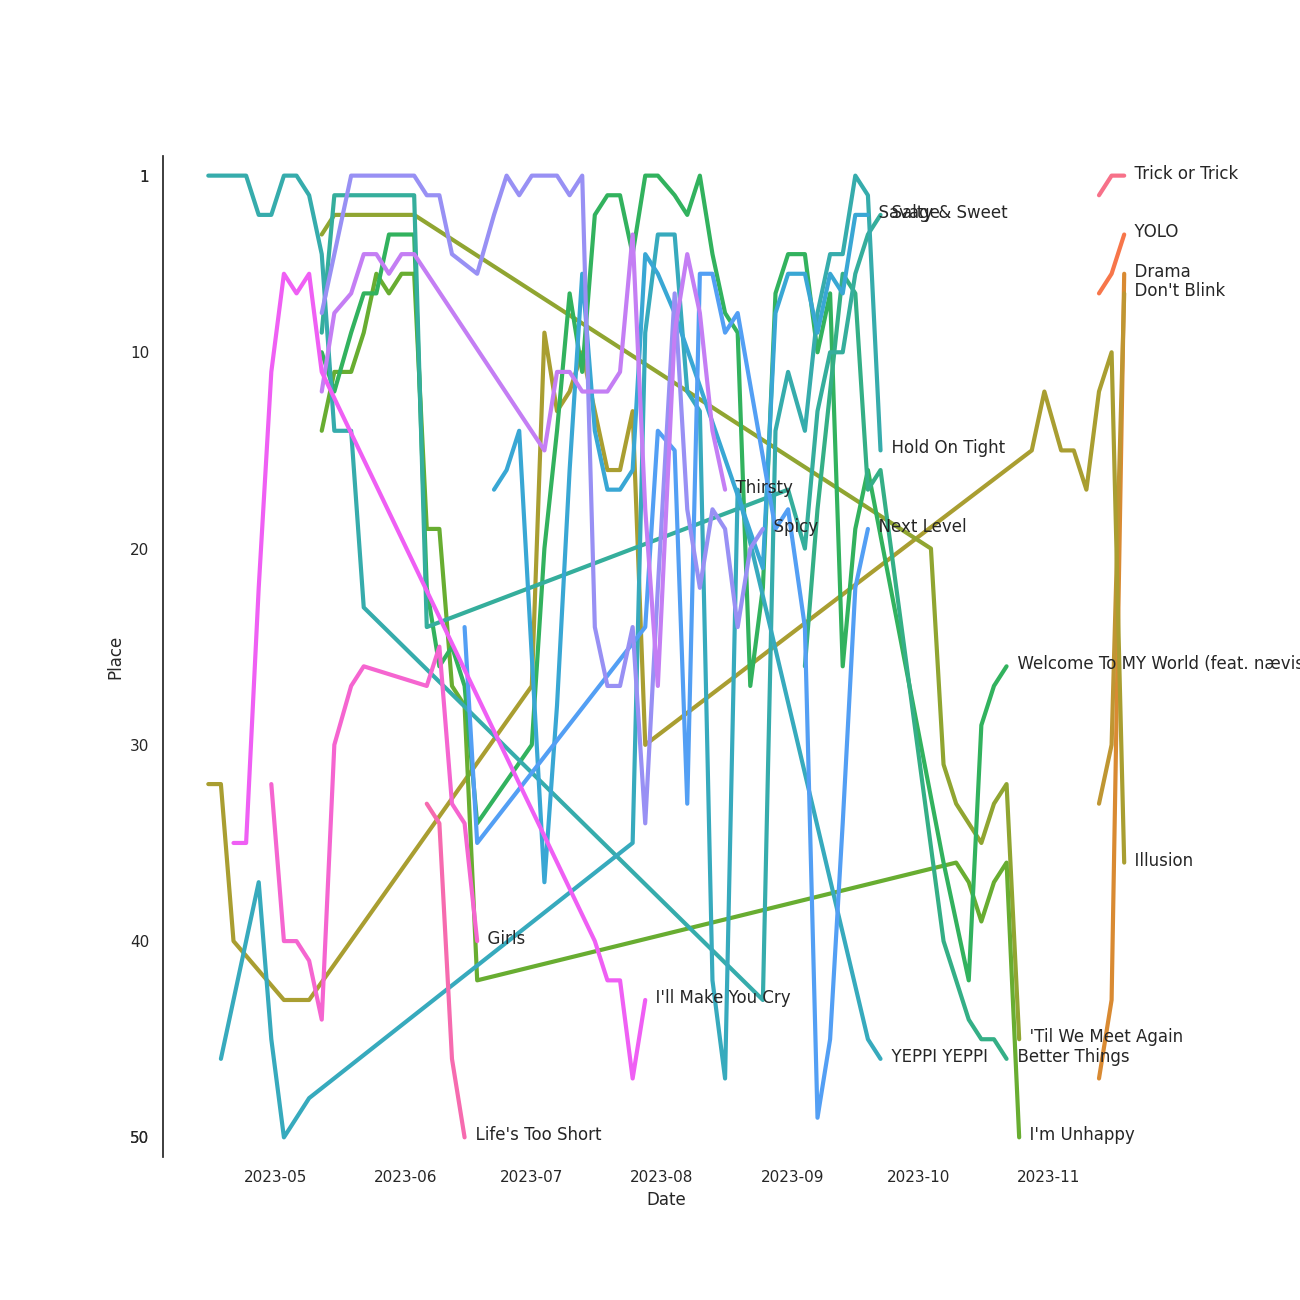 1
Trick or Trick
Savage
Salty & Sweet
YOLO
Drama
Don't Blink
10
Hold On Tight
Thirsty
Spicy
Next Level
20
Welcome To MY World (feat. nævis
30
Place
Illusion
40
Girls
I'll Make You Cry
'Til We Meet Again
YEPPI YEPPI
Better Things
50
Life's Too Short
I'm Unhappy
2023-05
2023-06
2023-07
2023-08
2023-09
2023-10
2023-11
Date